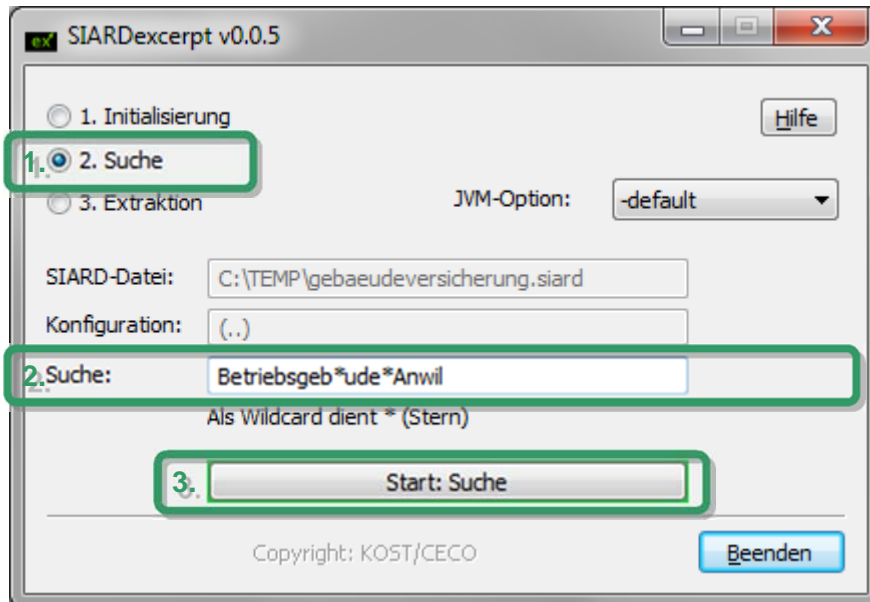 ex
SIARDexcerpt v0.0.5
1. Initialisierung
Hilfe
1. 2. Suche
3. Extraktion
JVM-Option: -default
SIARD-Datei: C:\TEMP\gebaeudeversicherung.siard
Konfiguration: (..)
2. Suche: Betriebsgeb*ude*Anwil
Als Wildcard dient * (Stern)
3. Start: Suche
Copyright: KOST/CECO
Beenden